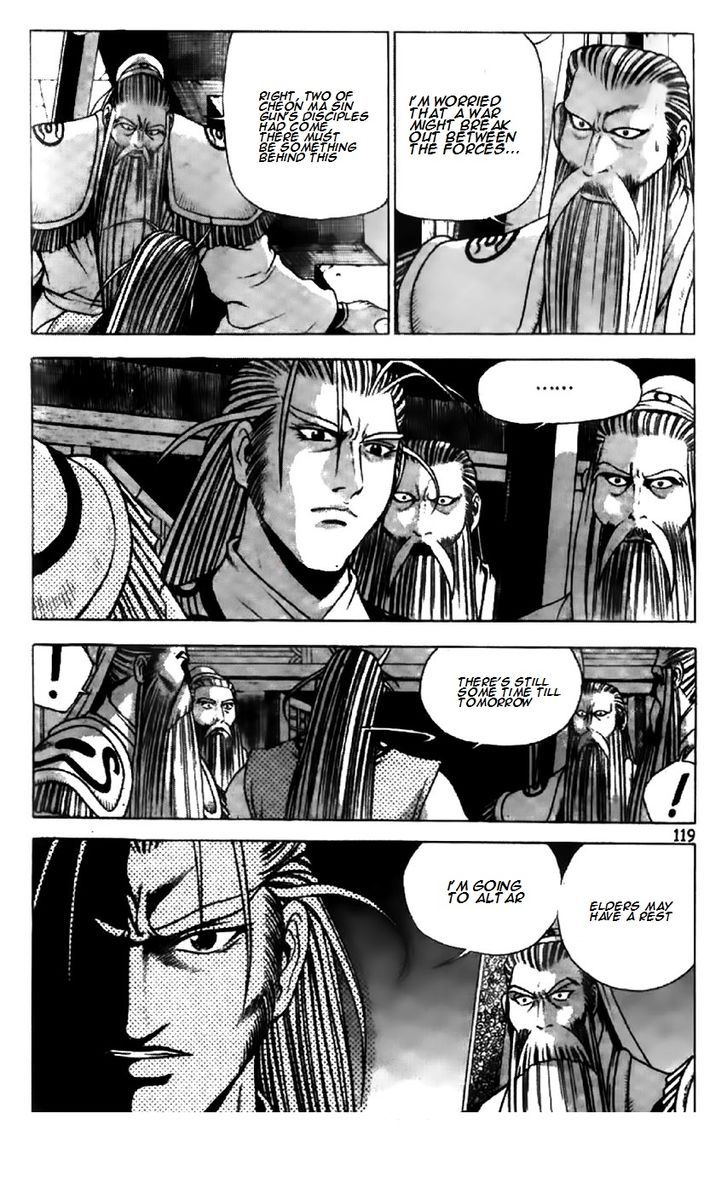 I'M WORRIED
THAT A WAR
MIGHT BREAK
OUT BETWEEN
THE FORCES...
RIGHT, TWO OF
CHEON MA SIN
GUN'S DISCIPLES
HAD COME.
THERE MUST
BE SOMETHING
BEHIND THIS
......
!
THERE'S STILL
SOME TIME TILL
TOMORROW
!
119
ELDERS MAY
HAVE A REST
I'M GOING
TO ALTAR